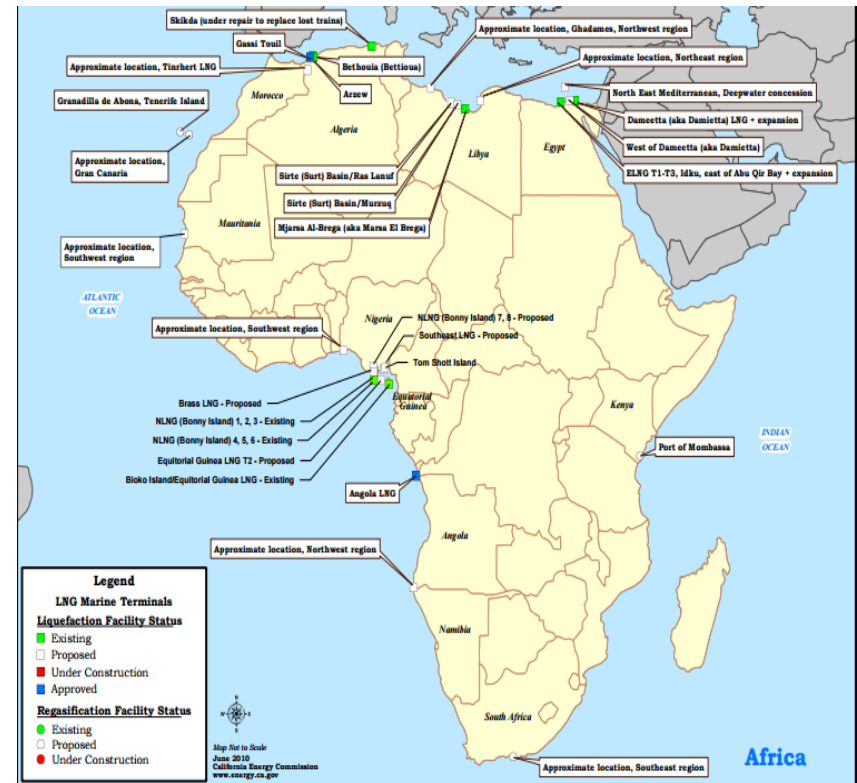 Skikda (under repair to replace lost trains)
Gassi Touil
Approximate location, Tinrhert LNG
Bethouia (Bettioua)
Arzew
Approximate location, Ghadames, Northwest region
Approximate location, Northeast region
North East Mediterranean, Deepwater concession
Dameetta (aka Damietta) LNG + expansion
West of Dameetta (aka Damietta)
ELNG T1-T3, Idku, east of Abu Qir Bay + expansion
Granadilla de Abona, Tenerife Island
Approximate location,
Gran Canaria
Morocco
Algeria
Libya
Egypt
Sirte (Surt) Basin/Ras Lanuf
Sirte (Surt) Basin/Murzuq
Mjarsa Al-Brega (aka Marsa El Brega)
Mauritania
Approximate location,
Southwest region
ATLANTIC
OCEAN
Nigeria
Approximate location, Southwest region
NLNG (Bonny Island) 7, 8 - Proposed
Southeast LNG - Proposed
Tom Shott Island
Brass LNG - Proposed
NLNG (Bonny Island) 1, 2, 3 - Existing
NLNG (Bonny Island) 4, 5, 6 - Existing
Equitorial Guinea LNG T2 - Proposed
Bioko Island/Equitorial Guinea LNG - Existing
Equatorial
Guinea
Kenya
INDIAN
OCEAN
Port of Mombassa
Angola LNG
Angola
Approximate location, Northwest region
Namibia
South Africa
Approximate location, Southeast region
Legend
LNG Marine Terminals
Liquefaction Facility Status
Existing
Proposed
Under Construction
Approved
Regasification Facility Status
Existing
Proposed
Under Construction
N
W
E
S
Map Not to Scale
June 2010
California Energy Commission
www.energy.ca.gov
Africa